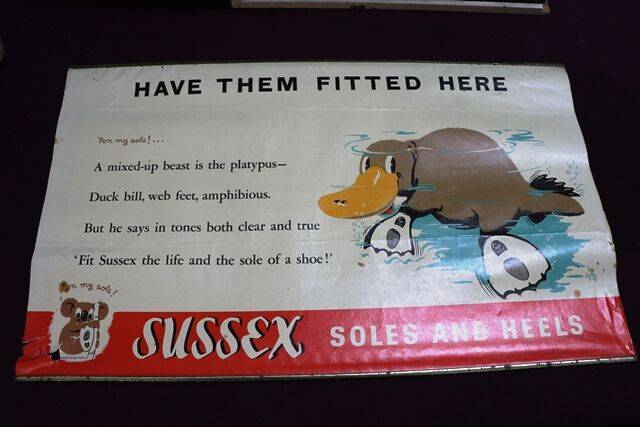 HAVE THEM FITTED HERE
'Pon my sole!...
A mixed-up beast is the platypus—
Duck bill, web feet, amphibious.
But he says in tones both clear and true
'Fit Sussex the life and the sole of a shoe!'
'Pon my sole!
SUSSEX SOLES AND HEELS